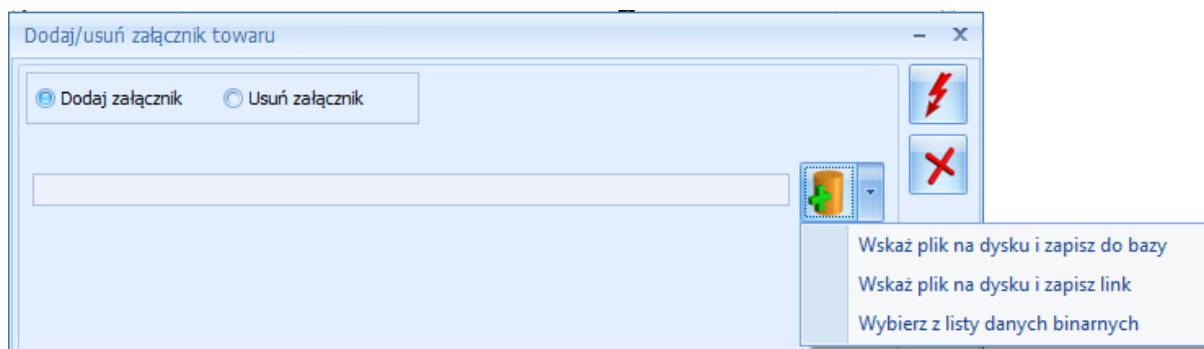 Dodaj/usuń załącznik towaru
Dodaj załącznik Usuń załącznik
Wskaż plik na dysku i zapisz do bazy
Wskaż plik na dysku i zapisz link
Wybierz z listy danych binarnych